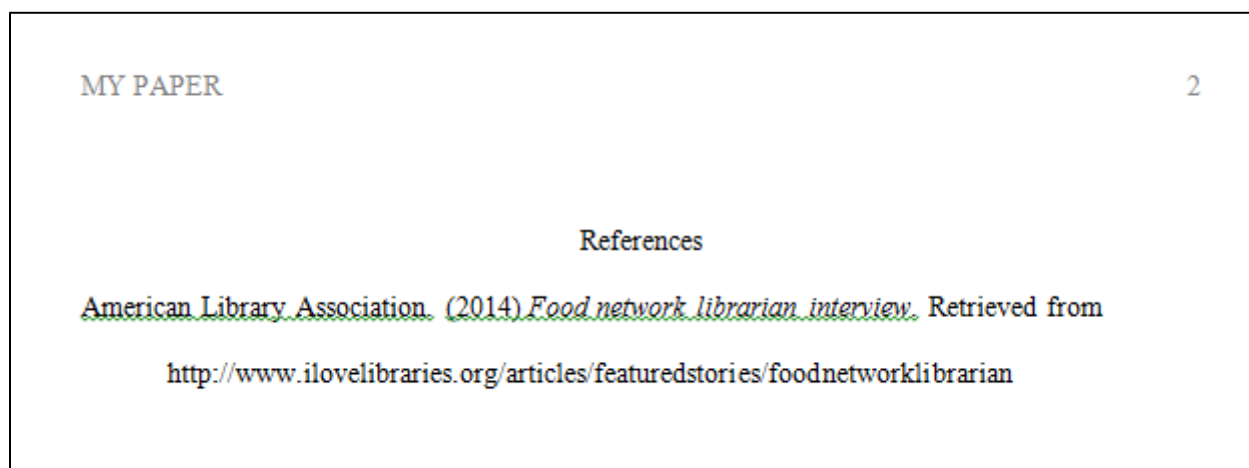 MY PAPER 2
References
American Library Association. (2014) Food network librarian interview. Retrieved from
http://www.ilovelibraries.org/articles/featuredstories/foodnetworklibrarian